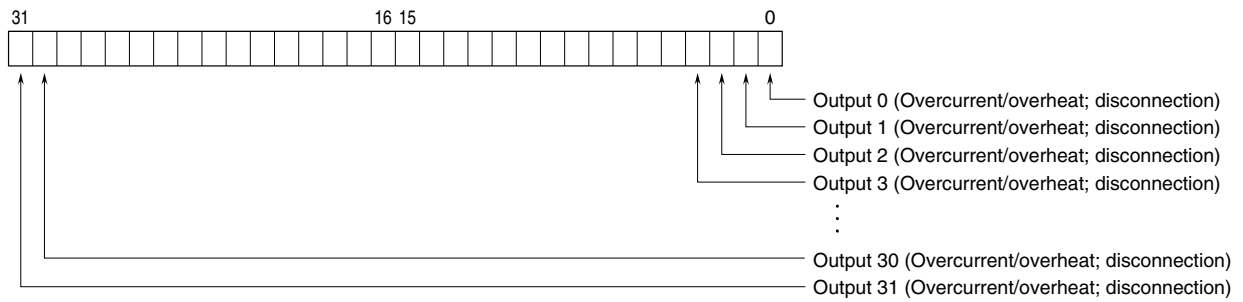 31 16 15 0
Output 0 (Overcurrent/overheat; disconnection)
Output 1 (Overcurrent/overheat; disconnection)
Output 2 (Overcurrent/overheat; disconnection)
Output 3 (Overcurrent/overheat; disconnection)
Output 30 (Overcurrent/overheat; disconnection)
Output 31 (Overcurrent/overheat; disconnection)